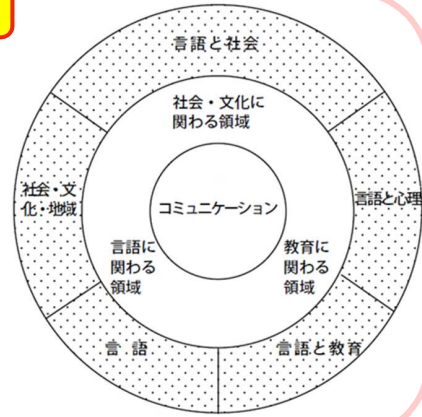 言語と社会
社会・文化に
関わる領域
社会・文
化・地域
コミュニケーション
言語と心理
言語に
関わる
領域
教育に
関わる
領域
言 語
言語と教育